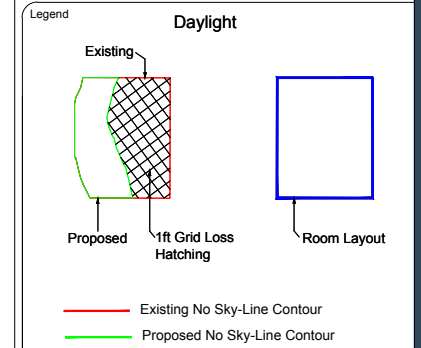 Legend
Daylight
Existing
Proposed
1ft Grid Loss
Hatching
Room Layout
Existing No Sky-Line Contour
Proposed No Sky-Line Contour